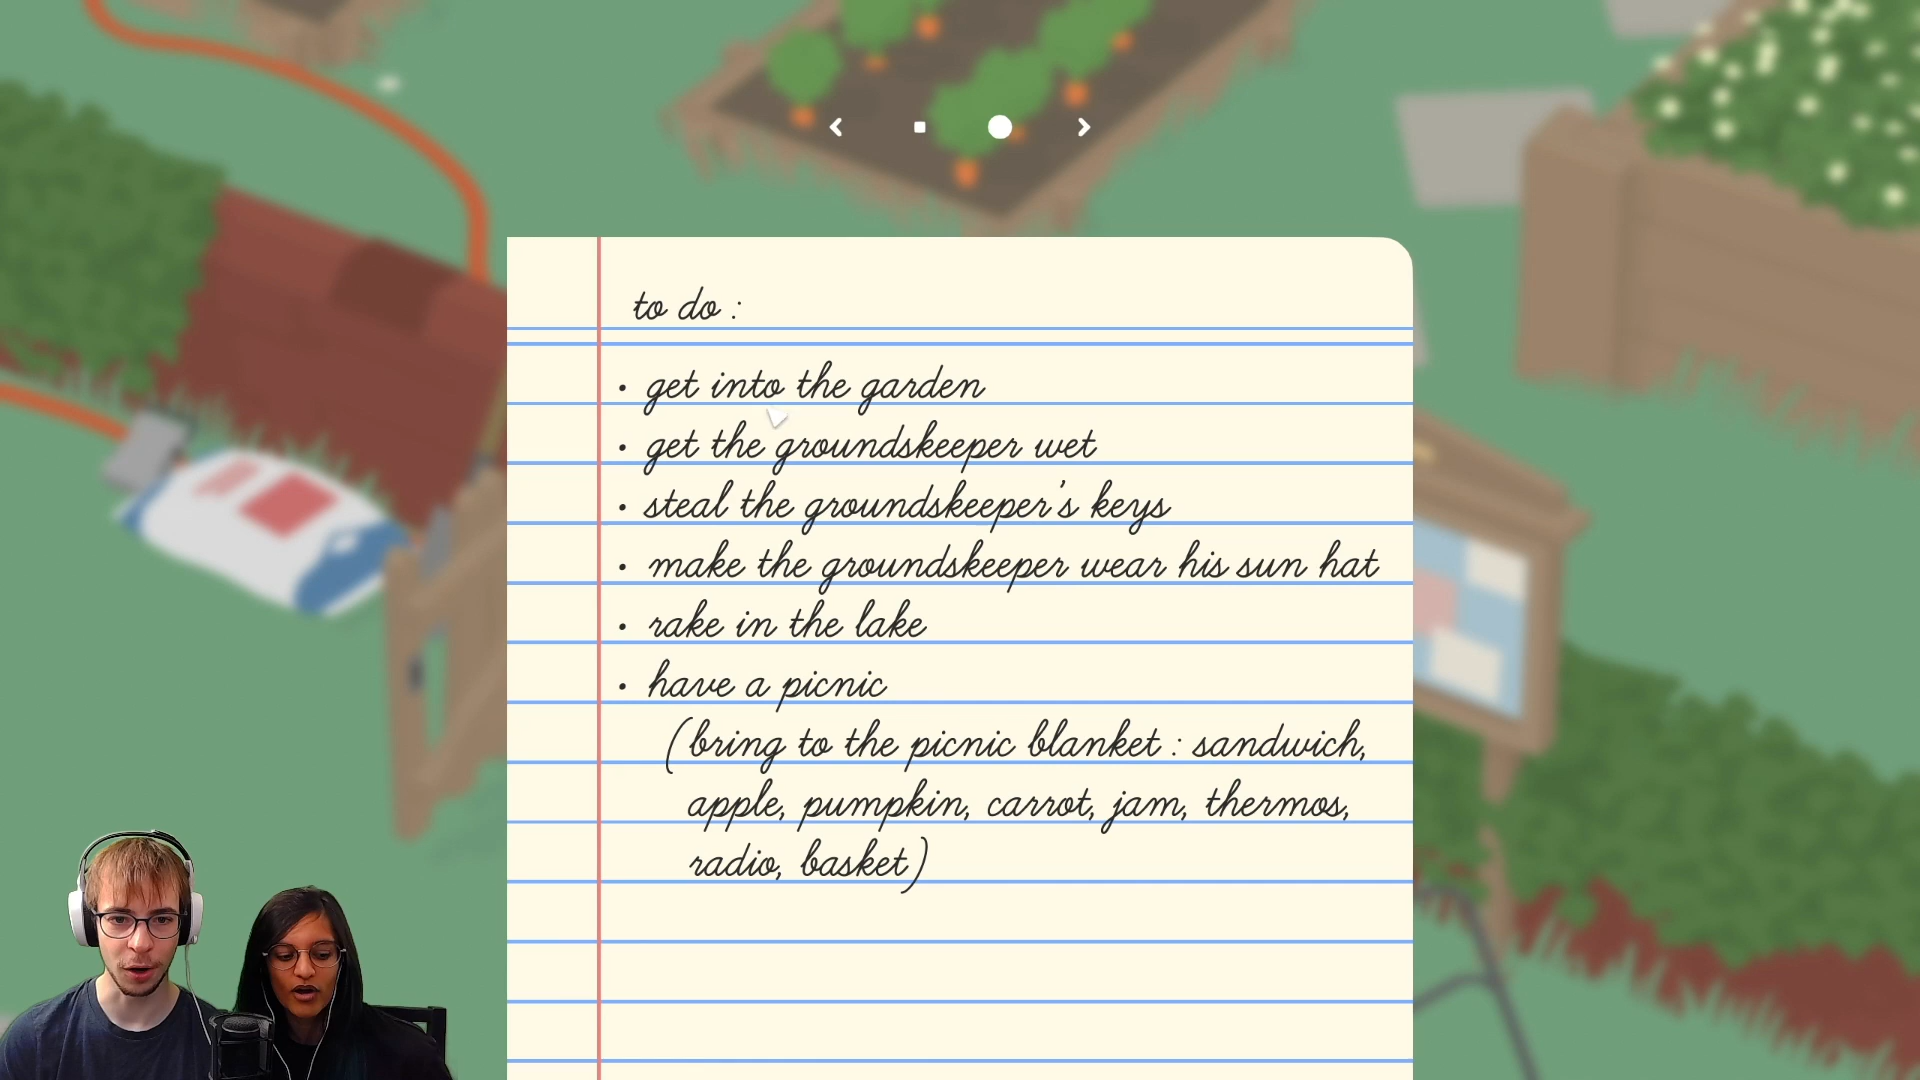 to do :
• get into the garden
• get the groundskeeper wet
• steal the groundskeeper's keys
• make the groundskeeper wear his sun hat
• rake in the lake
• have a picnic
(bring to the picnic blanket : sandwich,
apple, pumpkin, carrot, jam, thermos,
radio, basket)